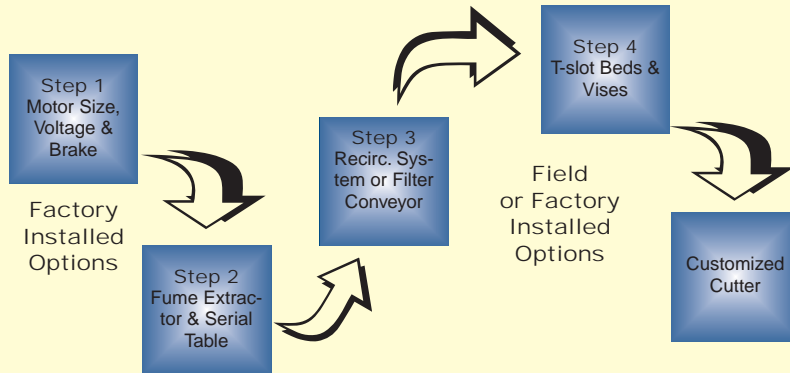 Step 1
Motor Size,
Voltage &
Brake
Factory
Installed
Options
Step 2
Fume Extrac-
tor & Serial
Table
Step 3
Recirc. Sys-
tem or Filter
Conveyor
Step 4
T-slot Beds &
Vises
Field
or Factory
Installed
Options
Customized
Cutter